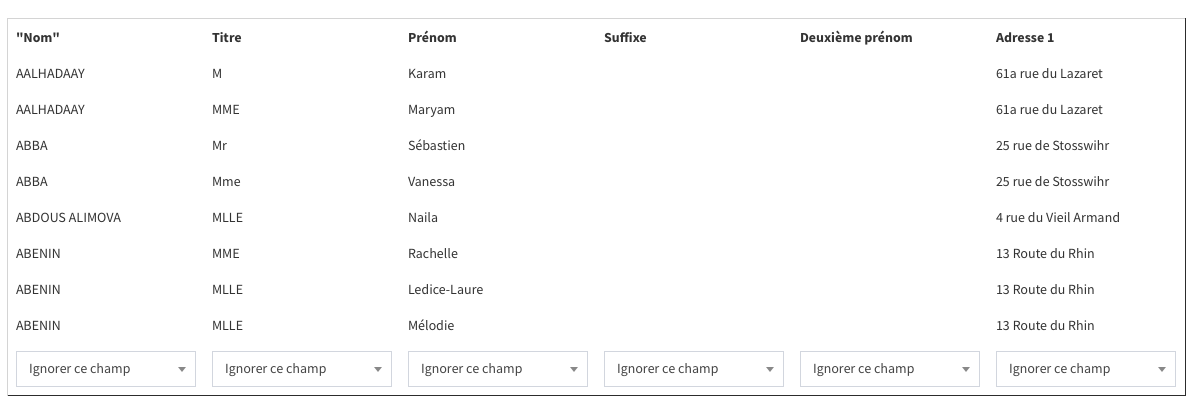 "Nom" Titre Prénom Suffixe Deuxième prénom Adresse 1
AALHADAAY M Karam 61a rue du Lazaret
AALHADAAY MME Maryam 61a rue du Lazaret
ABBA Mr Sébastien 25 rue de Stosswihr
ABBA Mme Vanessa 25 rue de Stosswihr
ABDOUS ALIMOVA MLLE Naila 4 rue du Vieil Armand
ABENIN MME Rachelle 13 Route du Rhin
ABENIN MLLE Ledice-Laure 13 Route du Rhin
ABENIN MLLE Mélodie 13 Route du Rhin
Ignorer ce champ Ignorer ce champ Ignorer ce champ Ignorer ce champ Ignorer ce champ Ignorer ce champ